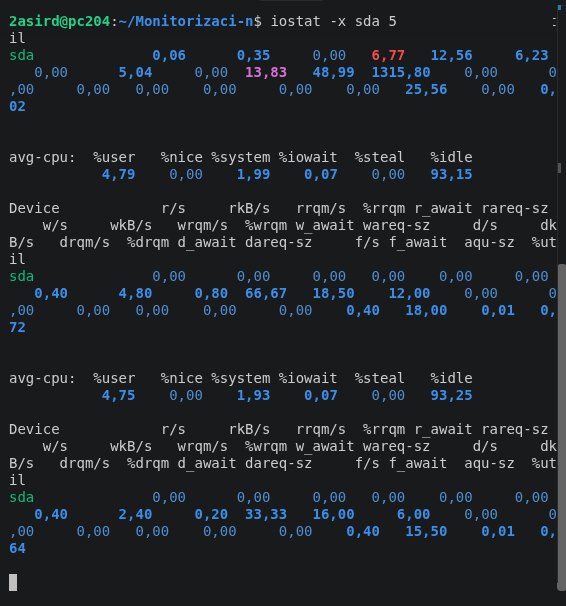 2asird@pc204:~/Monitorizaci-n$ iostat -x sda 5
il
sda 0,06 0,35 0,00 6,77 12,56 6,23
0,00 5,04 0,00 13,83 48,99 1315,80 0,00 0
,00 0,00 0,00 0,00 0,00 0,00 25,56 0,00 0,
02
avg-cpu: %user %nice %system %iowait %steal %idle
4,79 0,00 1,99 0,07 0,00 93,15
Device r/s rkB/s rrqm/s %rrqm r_await rareq-sz
w/s wkB/s wrqm/s %wrqm w_await wareq-sz d/s dk
B/s drqm/s %drqm d_await dareq-sz f/s f_await aqu-sz %ut
il
sda 0,00 0,00 0,00 0,00 0,00 0,00
0,40 4,80 0,80 66,67 18,50 12,00 0,00 0
,00 0,00 0,00 0,00 0,00 0,40 18,00 0,01 0,
72
avg-cpu: %user %nice %system %iowait %steal %idle
4,75 0,00 1,93 0,07 0,00 93,25
Device r/s rkB/s rrqm/s %rrqm r_await rareq-sz
w/s wkB/s wrqm/s %wrqm w_await wareq-sz d/s dk
B/s drqm/s %drqm d_await dareq-sz f/s f_await aqu-sz %ut
il
sda 0,00 0,00 0,00 0,00 0,00 0,00
0,40 2,40 0,20 33,33 16,00 6,00 0,00 0
,00 0,00 0,00 0,00 0,00 0,40 15,50 0,01 0,
64